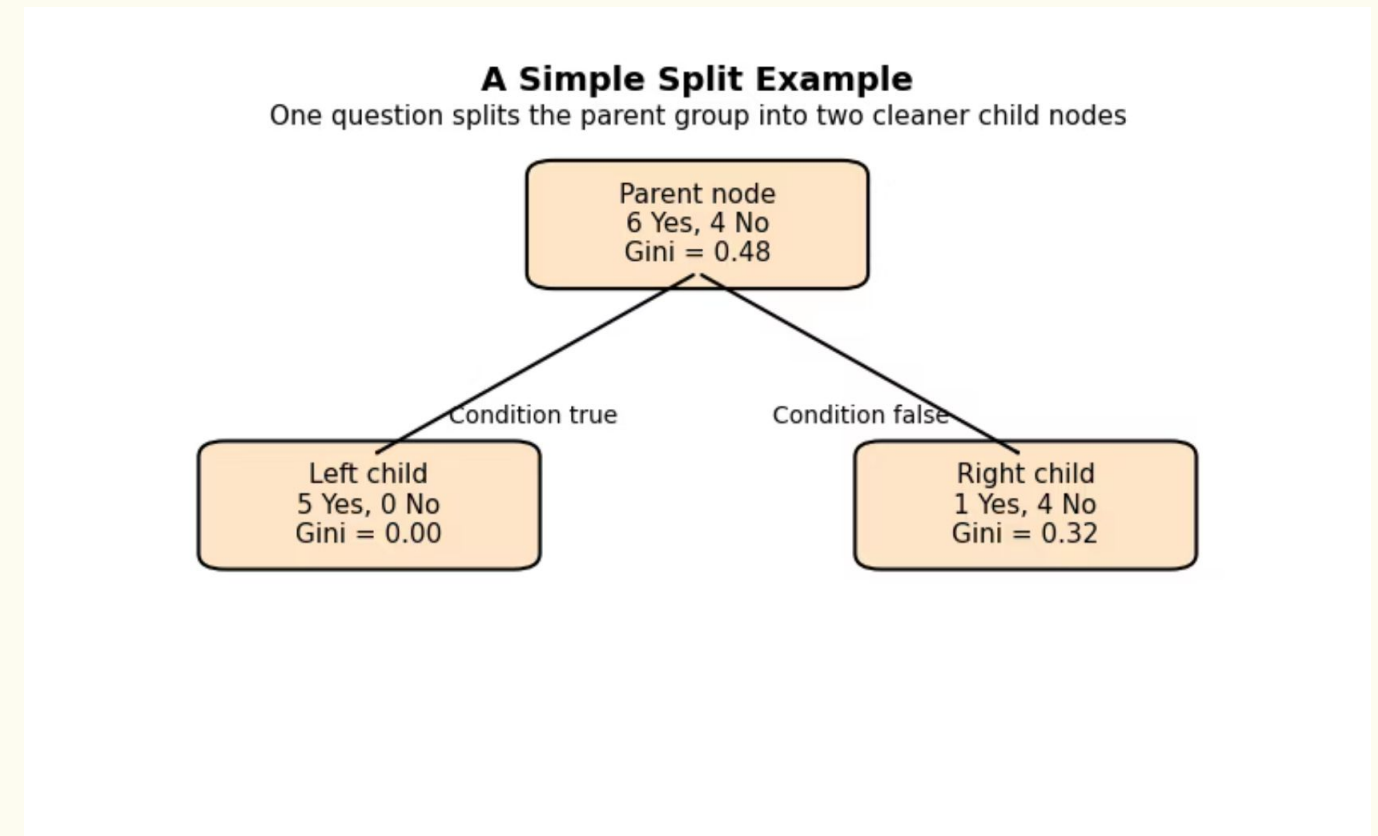 A Simple Split Example
One question splits the parent group into two cleaner child nodes
Parent node
6 Yes, 4 No
Gini = 0.48
Condition true
Condition false
Left child
5 Yes, 0 No
Gini = 0.00
Right child
1 Yes, 4 No
Gini = 0.32